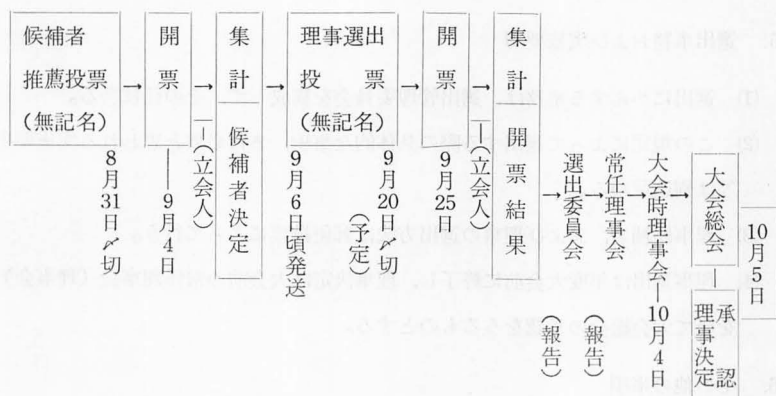 候補者
推薦投票
(無記名)
8月31日〆切
→
開票
9月4日
→
(立会人)
集計 候補者決定
9月6日頃発送
理事選出
投票
(無記名)
9月20日〆切
(予定)
→
開票
9月25日
→
(立会人)
集計 開票結果
→選出委員会(報告)
→常任理事会(報告)
→大会時理事会—10月4日
→
大会総会
10月5日
承認
理事決定